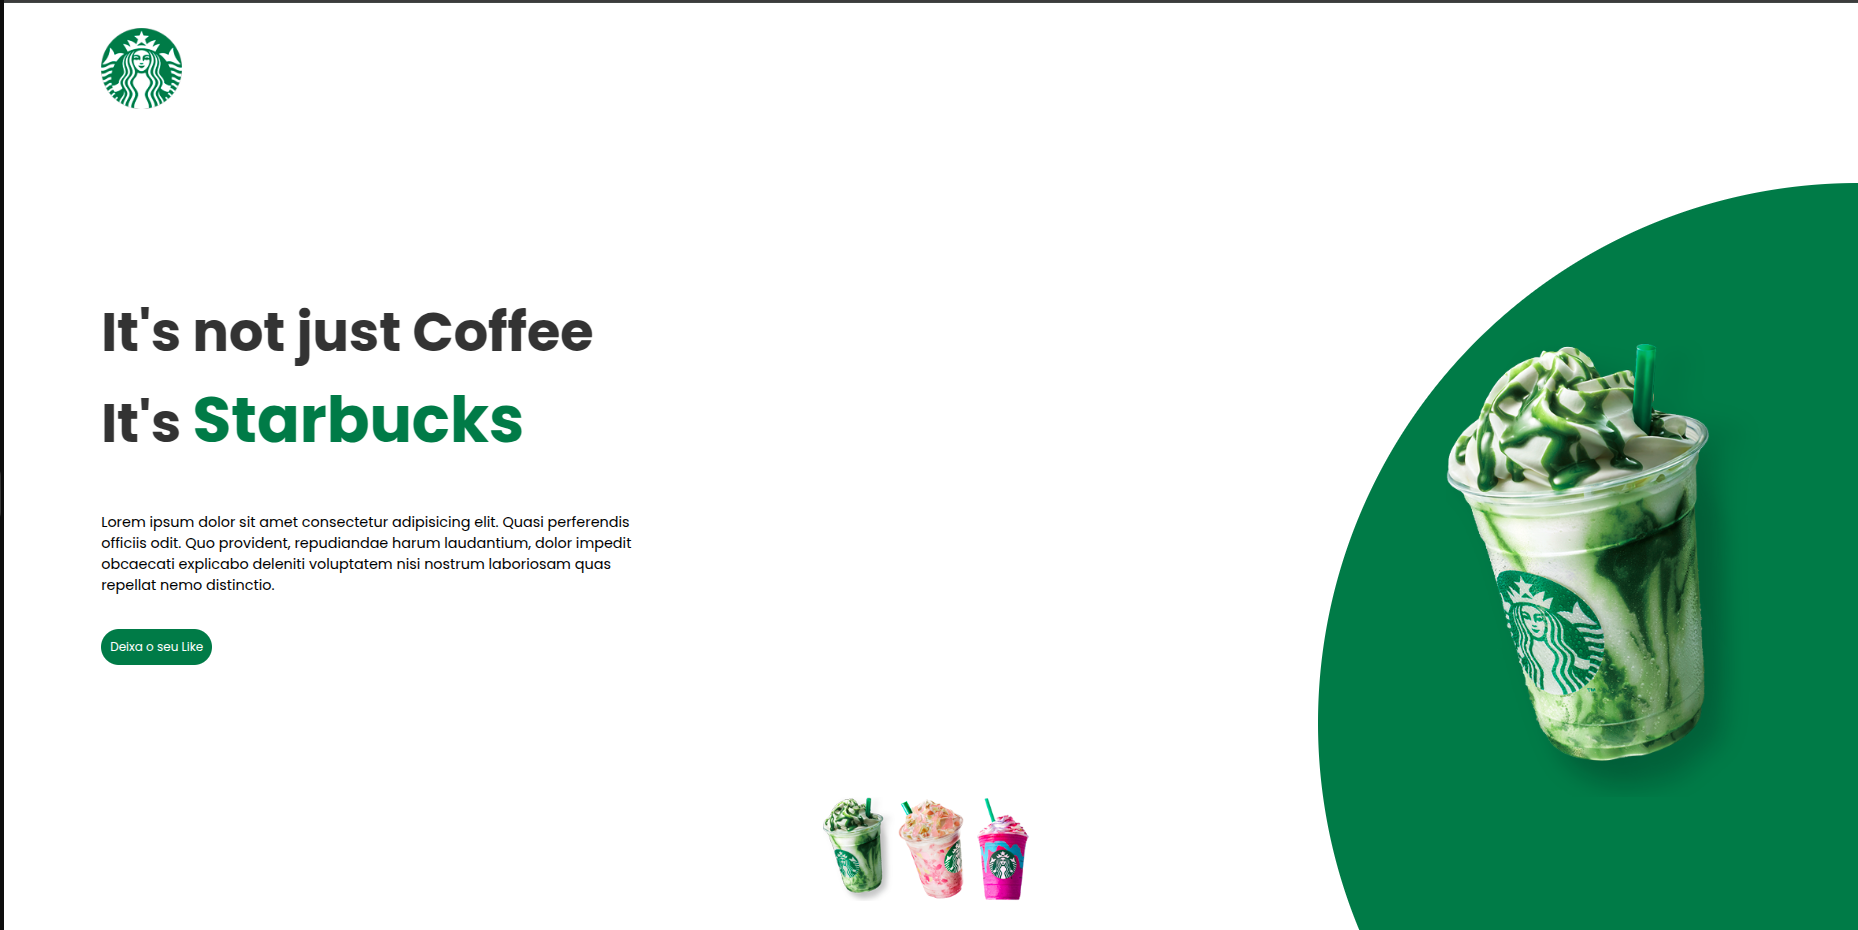 It's not just Coffee
It's Starbucks
Lorem ipsum dolor sit amet consectetur adipisicing elit. Quasi perferendis
officiis odit. Quo provident, repudiandae harum laudantium, dolor impedit
obcaecati explicabo deleniti voluptatem nisi nostrum laboriosam quas
repellat nemo distinctio.
Deixa o seu Like